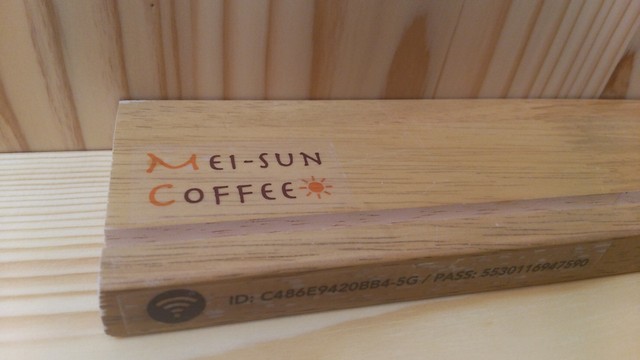 MEI-SUN
COFFEE
ID: C486E9420BB4-5G / PASS: 5530116947590